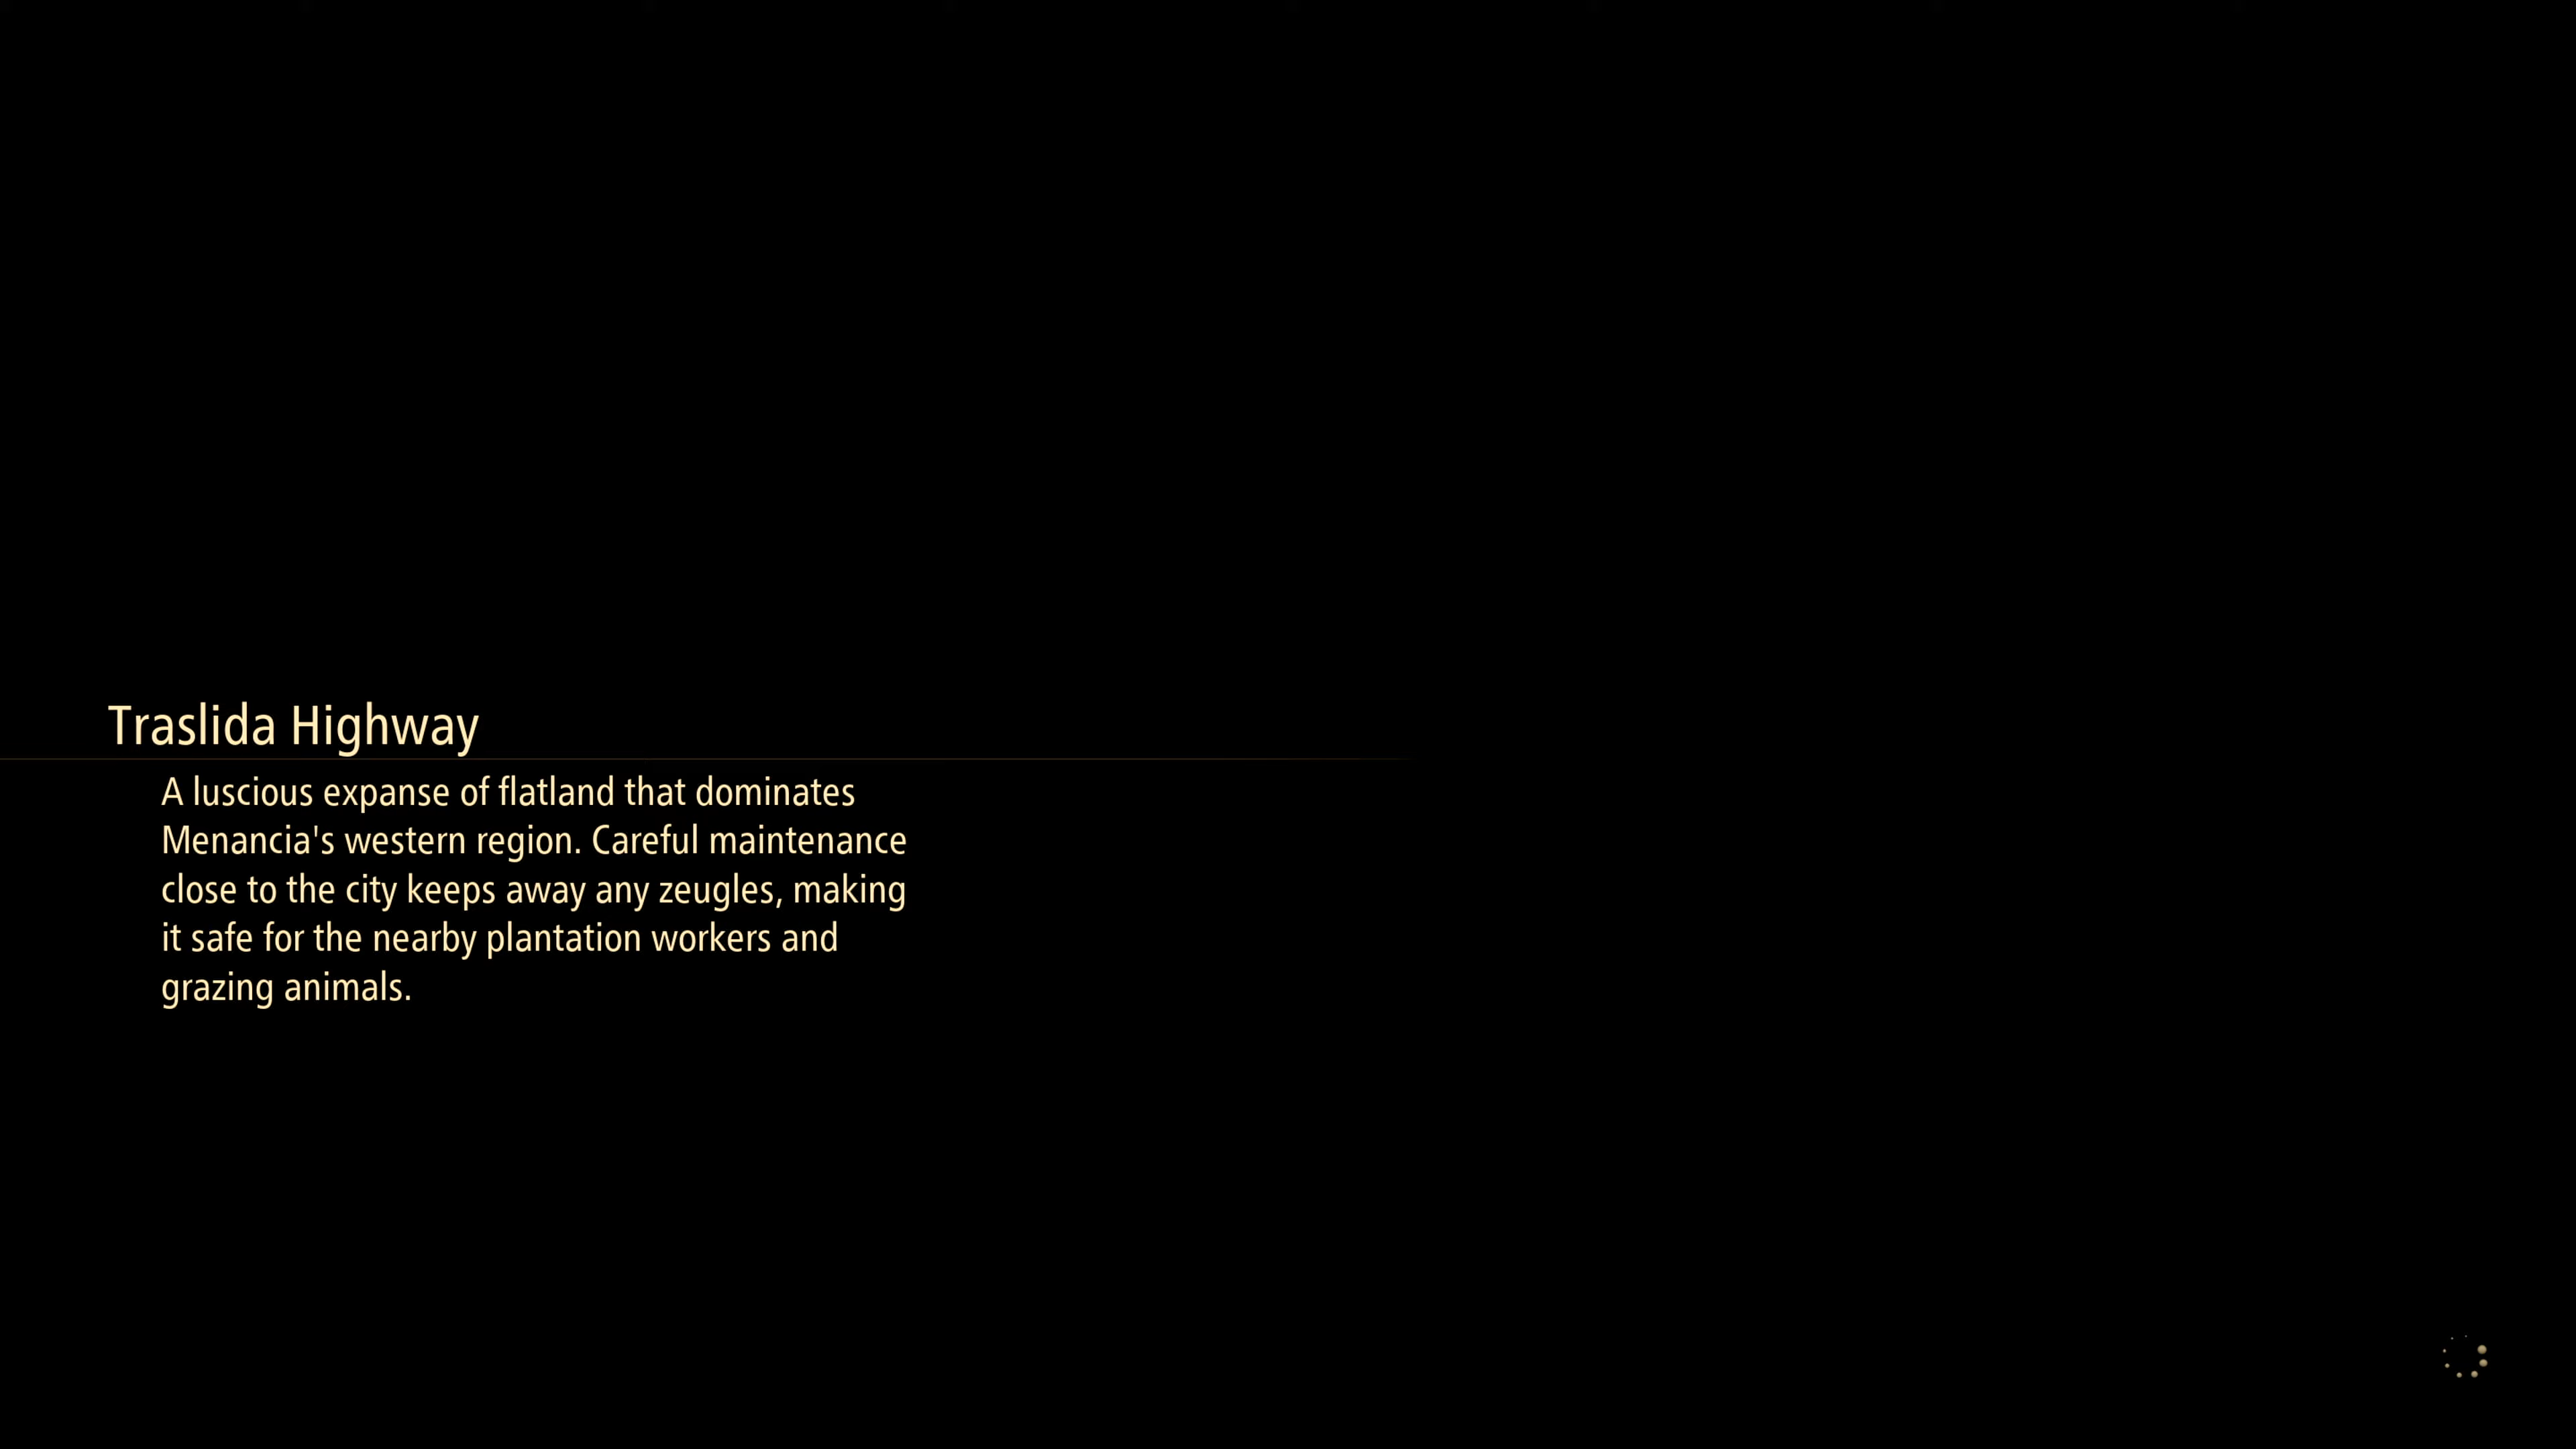 Traslida Highway
A luscious expanse of flatland that dominates
Menancia's western region. Careful maintenance
close to the city keeps away any zeugles, making
it safe for the nearby plantation workers and
grazing animals.